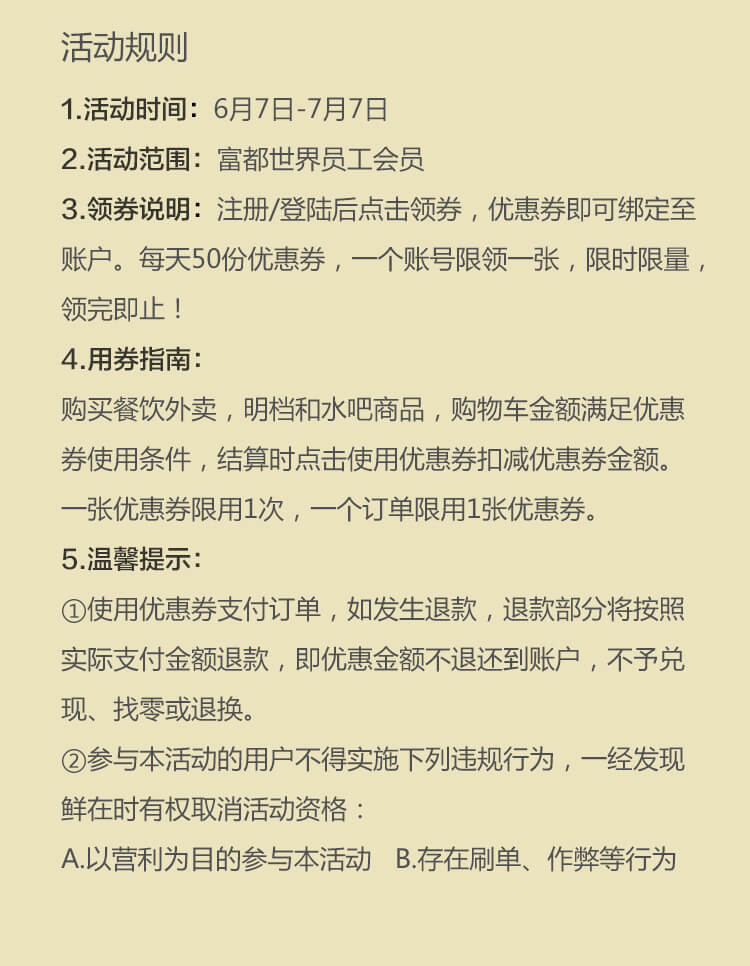 活动规则
1.活动时间：6月7日-7月7日
2.活动范围：富都世界员工会员
3.领券说明：注册/登陆后点击领券，优惠券即可绑定至
账户。每天50份优惠券，一个账号限领一张，限时限量，
领完即止！
4.用券指南：
购买餐饮外卖，明档和水吧商品，购物车金额满足优惠
券使用条件，结算时点击使用优惠券扣减优惠券金额。
一张优惠券限用1次，一个订单限用1张优惠券。
5.温馨提示：
①使用优惠券支付订单，如发生退款，退款部分将按照
实际支付金额退款，即优惠金额不退还到账户，不予兑
现、找零或退换。
②参与本活动的用户不得实施下列违规行为，一经发现
鲜在时有权取消活动资格：
A.以营利为目的参与本活动 B.存在刷单、作弊等行为